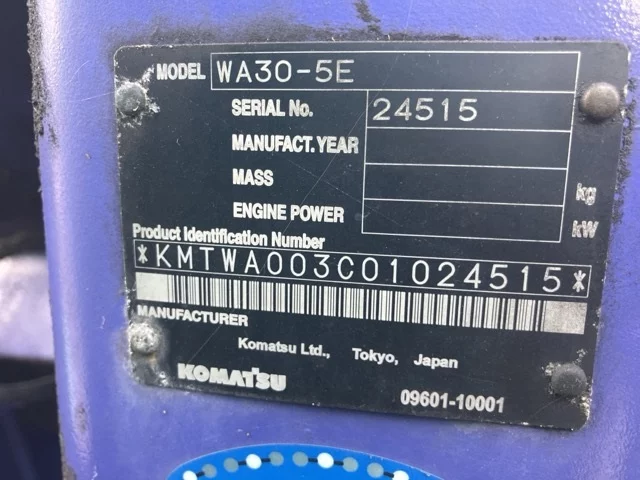 MODEL WA30-5E
SERIAL No. 24515
MANUFACT.YEAR
MASS kg
ENGINE POWER kW
Product Identification Number
*KMTWA003C01024515*
MANUFACTURER
Komatsu Ltd., Tokyo, Japan
KOMATSU 09601-10001